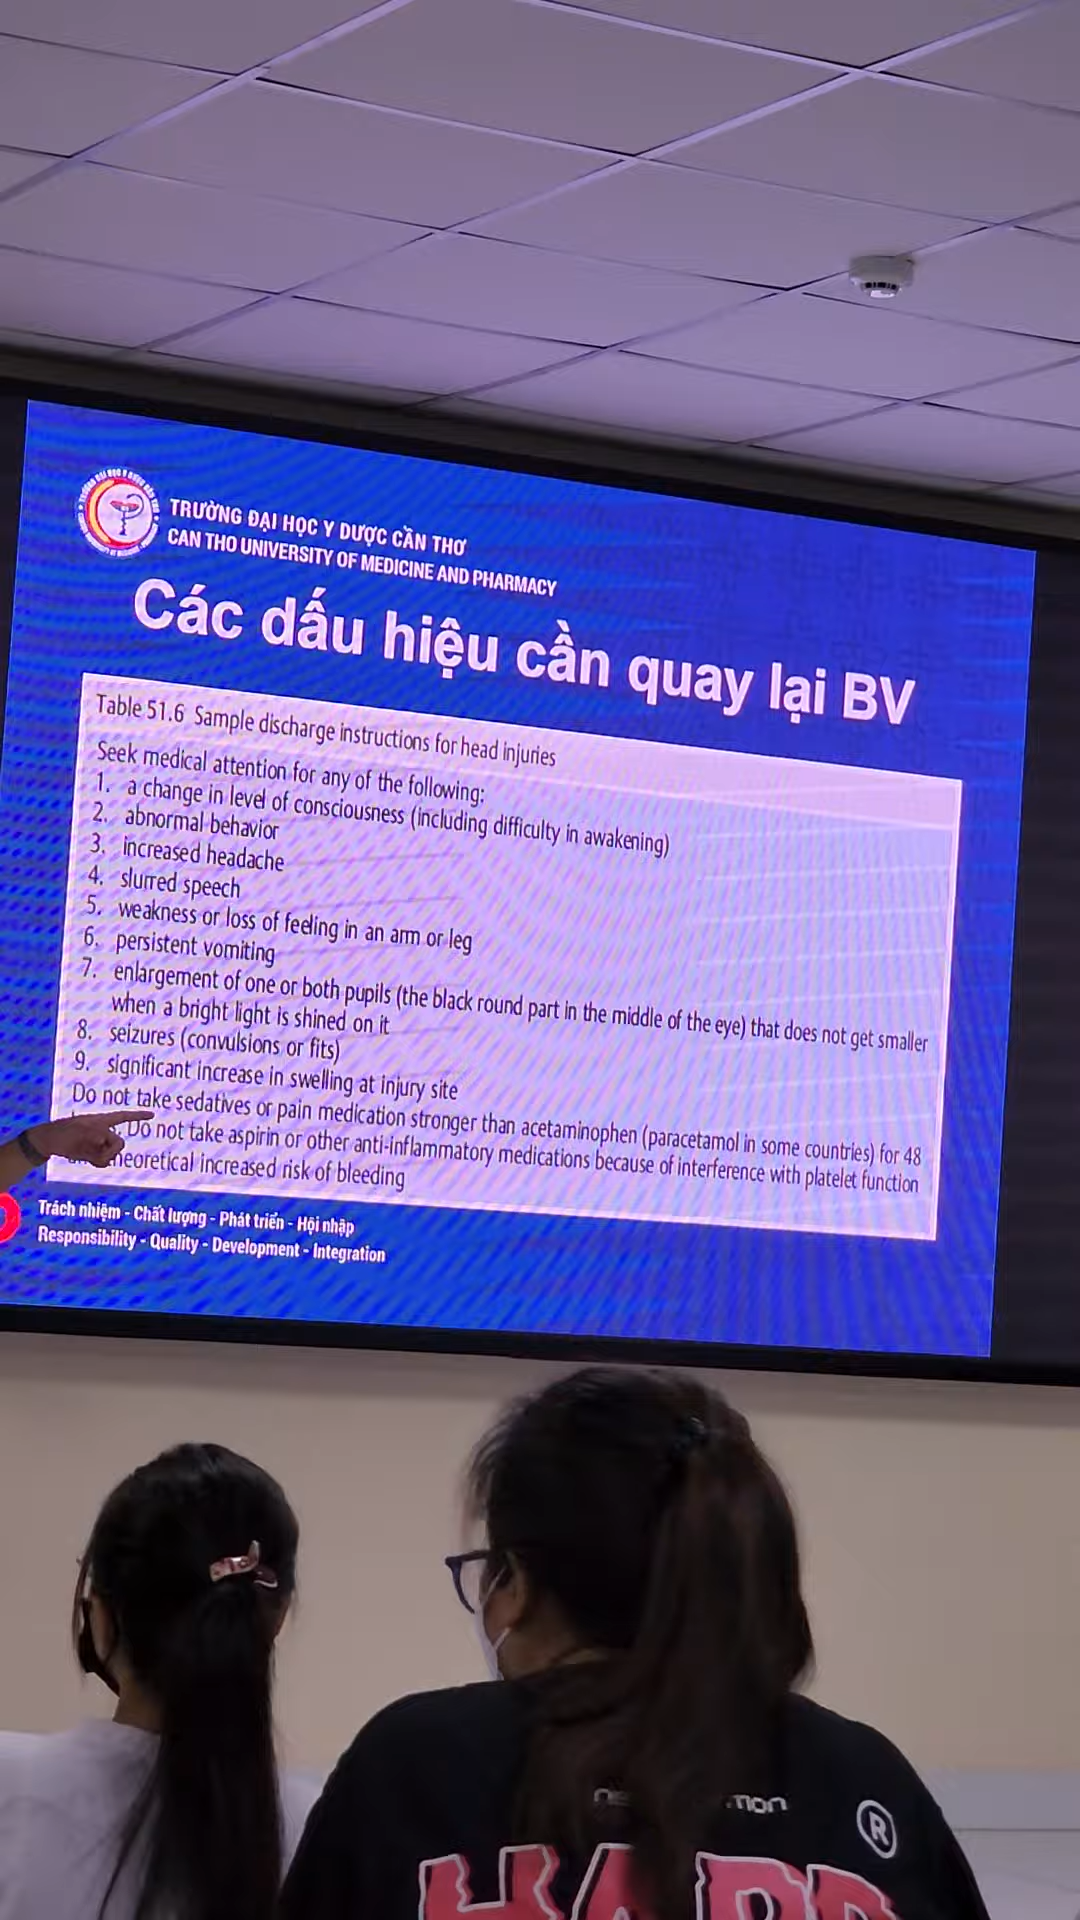 TRƯỜNG ĐẠI HỌC Y DƯỢC CẦN THƠ
CAN THO UNIVERSITY OF MEDICINE AND PHARMACY
Các dấu hiệu cần quay lại BV
Table 51.6 Sample discharge instructions for head injuries
Seek medical attention for any of the following:
1. a change in level of consciousness (including difficulty in awakening)
2. abnormal behavior
3. increased headache
4. slurred speech
5. weakness or loss of feeling in an arm or leg
6. persistent vomiting
7. enlargement of one or both pupils (the black round part in the middle of the eye) that does not get smaller
when a bright light is shined on it
8. seizures (convulsions or fits)
9. significant increase in swelling at injury site
Do not take sedatives or pain medication stronger than acetaminophen (paracetamol in some countries) for 48
Do not take aspirin or other anti-inflammatory medications because of interference with platelet function
theoretical increased risk of bleeding
Trách nhiệm - Chất lượng - Phát triển - Hội nhập
Responsibility - Quality - Development - Integration
®